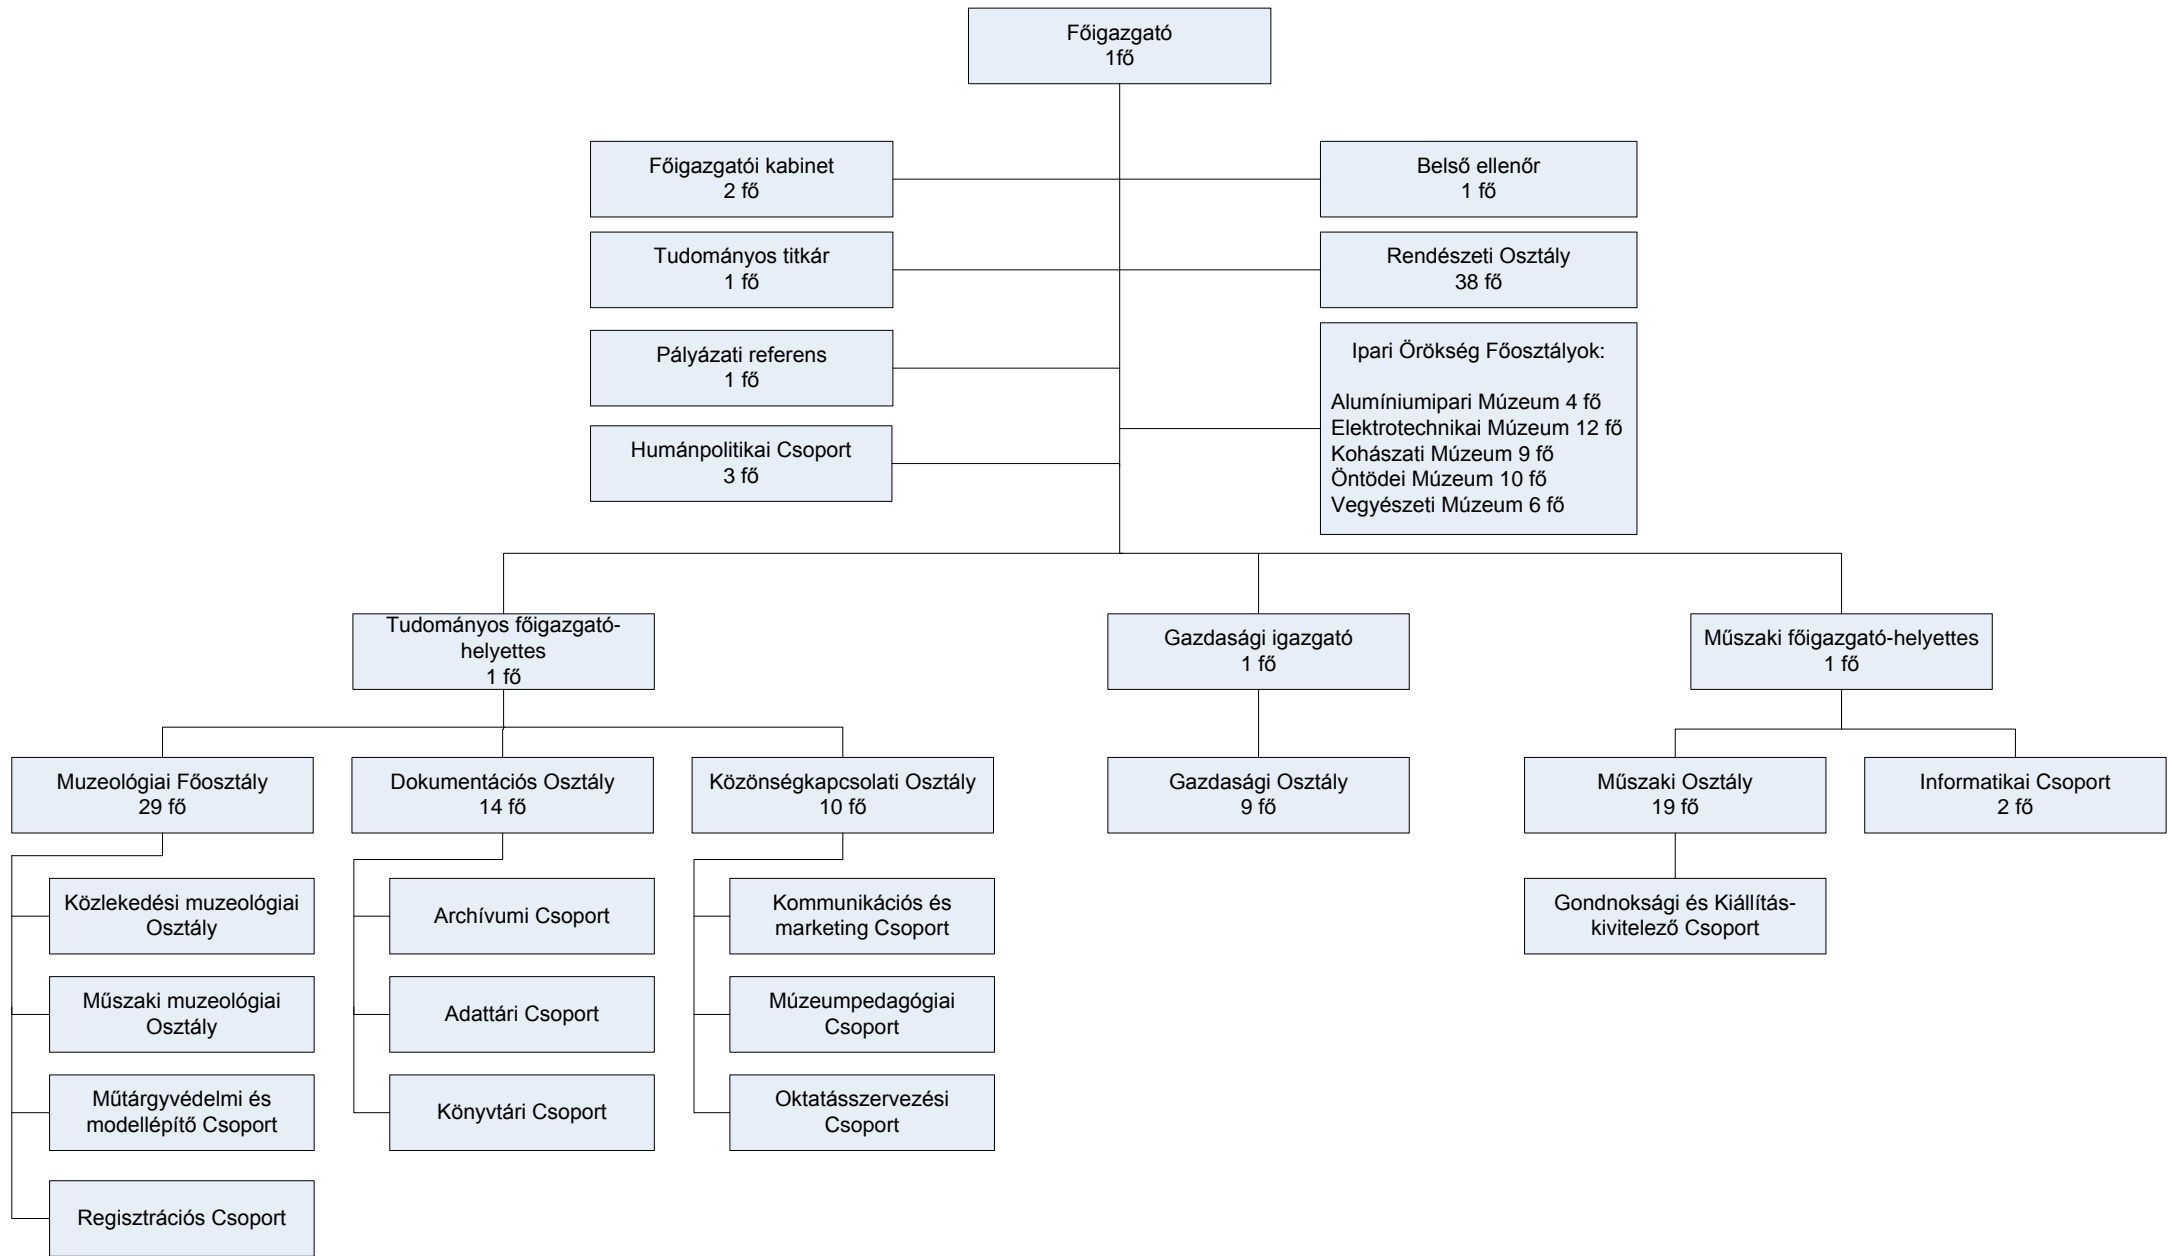 Főigazgató
1fő
Főigazgatói kabinet
2 fő
Belső ellenőr
1 fő
Tudományos titkár
1 fő
Rendészeti Osztály
38 fő
Pályázati referens
1 fő
Humánpolitikai Csoport
3 fő
Ipari Örökség Főosztályok:
Alumíniumipari Múzeum 4 fő
Elektrotechnikai Múzeum 12 fő
Kohászati Múzeum 9 fő
Öntödei Múzeum 10 fő
Vegyészeti Múzeum 6 fő
Tudományos főigazgató-
helyettes
1 fő
Gazdasági igazgató
1 fő
Műszaki főigazgató-helyettes
1 fő
Muzeológiai Főosztály
29 fő
Dokumentációs Osztály
14 fő
Közönségkapcsolati Osztály
10 fő
Gazdasági Osztály
9 fő
Műszaki Osztály
19 fő
Informatikai Csoport
2 fő
Közlekedési muzeológiai
Osztály
Műszaki muzeológiai
Osztály
Műtárgyvédelmi és
modellépítő Csoport
Regisztrációs Csoport
Archívumi Csoport
Adattári Csoport
Könyvtári Csoport
Kommunikációs és
marketing Csoport
Múzeumpedagógiai
Csoport
Oktatásszervezési
Csoport
Gondnoksági és Kiállítás-
kivitelező Csoport